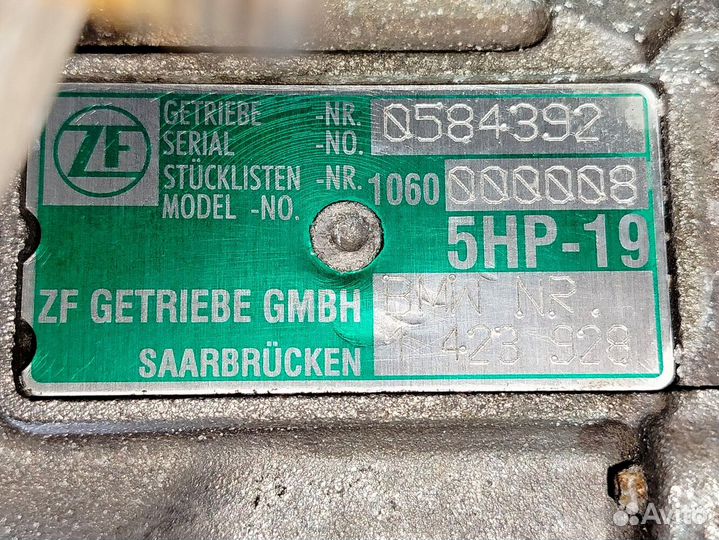 ZF
GETRIEBE -NR. 0584392
SERIAL -NO.
STÜCKLISTEN -NR. 1060 000008
MODEL -NO.
5HP-19
ZF GETRIEBE GMBH BMW NR.
SAARBRÜCKEN 1 423 928
Avito